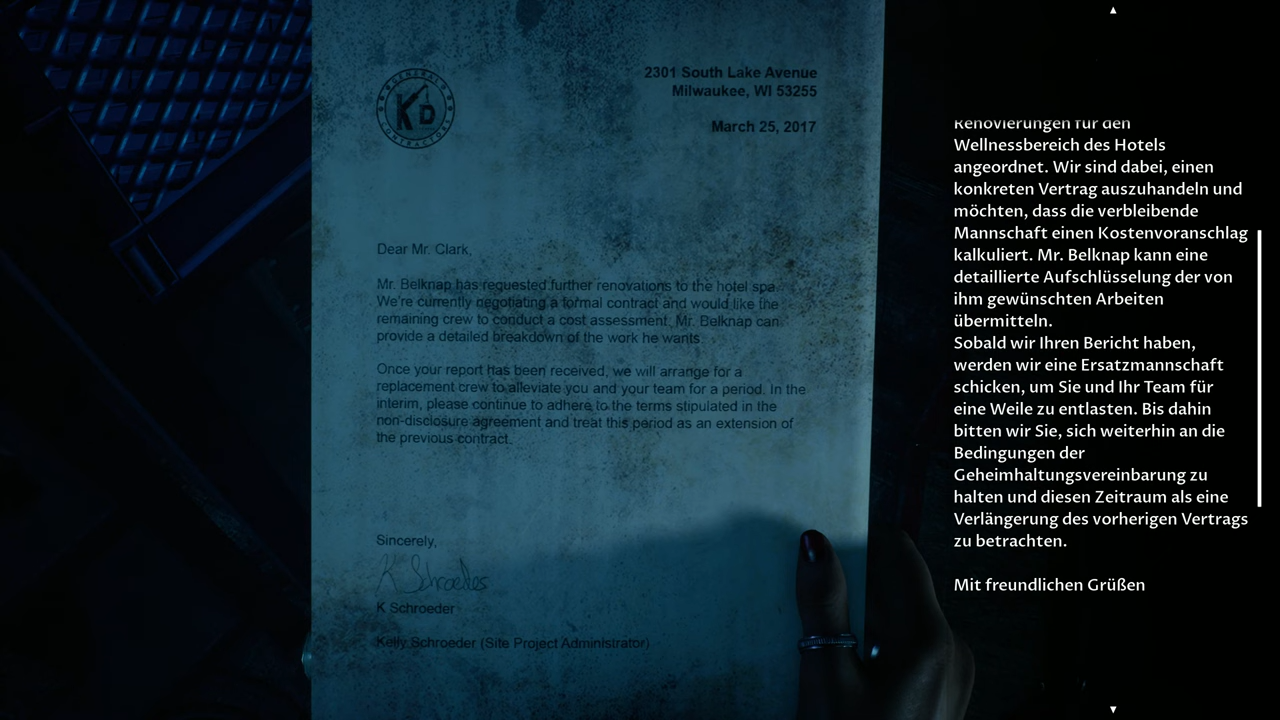 GENERAL
KD
CONTRACTORS
2301 South Lake Avenue
Milwaukee, WI 53255
March 25, 2017
Dear Mr. Clark,
Mr. Belknap has requested further renovations to the hotel spa.
We're currently negotiating a formal contract and would like the
remaining crew to conduct a cost assessment. Mr. Belknap can
provide a detailed breakdown of the work he wants.
Once your report has been received, we will arrange for a
replacement crew to alleviate you and your team for a period. In the
interim, please continue to adhere to the terms stipulated in the
non-disclosure agreement and treat this period as an extension of
the previous contract.
Sincerely,
K Schroeder
K Schroeder
Kelly Schroeder (Site Project Administrator)
Renovierungen für den
Wellnessbereich des Hotels
angeordnet. Wir sind dabei, einen
konkreten Vertrag auszuhandeln und
möchten, dass die verbleibende
Mannschaft einen Kostenvoranschlag
kalkuliert. Mr. Belknap kann eine
detaillierte Aufschlüsselung der von
ihm gewünschten Arbeiten
übermitteln.
Sobald wir Ihren Bericht haben,
werden wir eine Ersatzmannschaft
schicken, um Sie und Ihr Team für
eine Weile zu entlasten. Bis dahin
bitten wir Sie, sich weiterhin an die
Bedingungen der
Geheimhaltungsvereinbarung zu
halten und diesen Zeitraum als eine
Verlängerung des vorherigen Vertrags
zu betrachten.
Mit freundlichen Grüßen